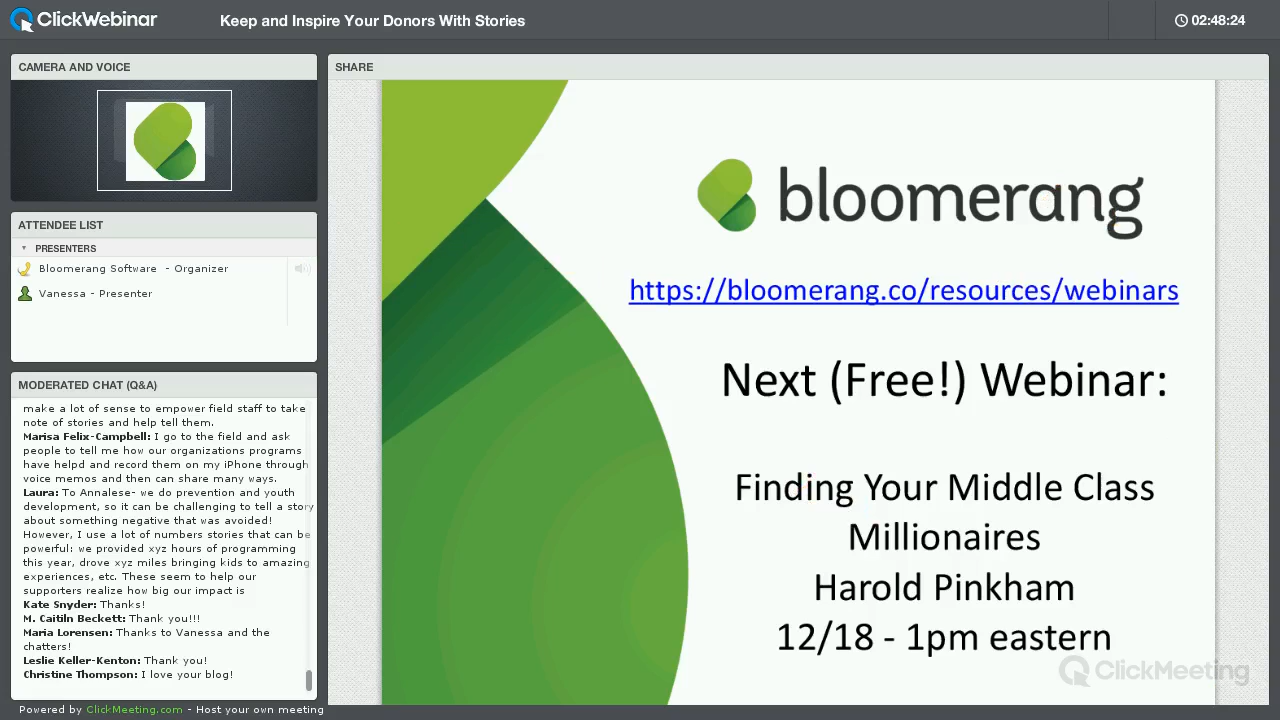 ClickWebinar
Keep and Inspire Your Donors With Stories
02:48:24
CAMERA AND VOICE
ATTENDEE LIST
PRESENTERS
Bloomerang Software - Organizer
Vanessa - Presenter
MODERATED CHAT (Q&A)
make a lot of sense to empower field staff to take
note of stories and help tell them.
Marisa Felix-Campbell: I go to the field and ask
people to tell me how our organizations programs
have helpd and record them on my iPhone through
voice memos and then can share many ways.
Laura: To Annalese- we do prevention and youth
development, so it can be challenging to tell a story
about something negative that was avoided!
However, I use a lot of numbers stories that can be
powerful: we provided xyz hours of programming
this year, drove xyz miles bringing kids to amazing
experiences, etc. These seem to help our
supporters realize how big our impact is
Kate Snyder: Thanks!
M. Caitiln Beckett: Thank you!!!
Maria Lorensen: Thanks to Vanessa and the
chatters!
Leslie Keller-Kenton: Thank you!
Christine Thompson: I love your blog!
Powered by ClickMeeting.com - Host your own meeting
SHARE
bloomerang
https://bloomerang.co/resources/webinars
Next (Free!) Webinar:
Finding Your Middle Class
Millionaires
Harold Pinkham
12/18 - 1pm eastern
ClickMeeting